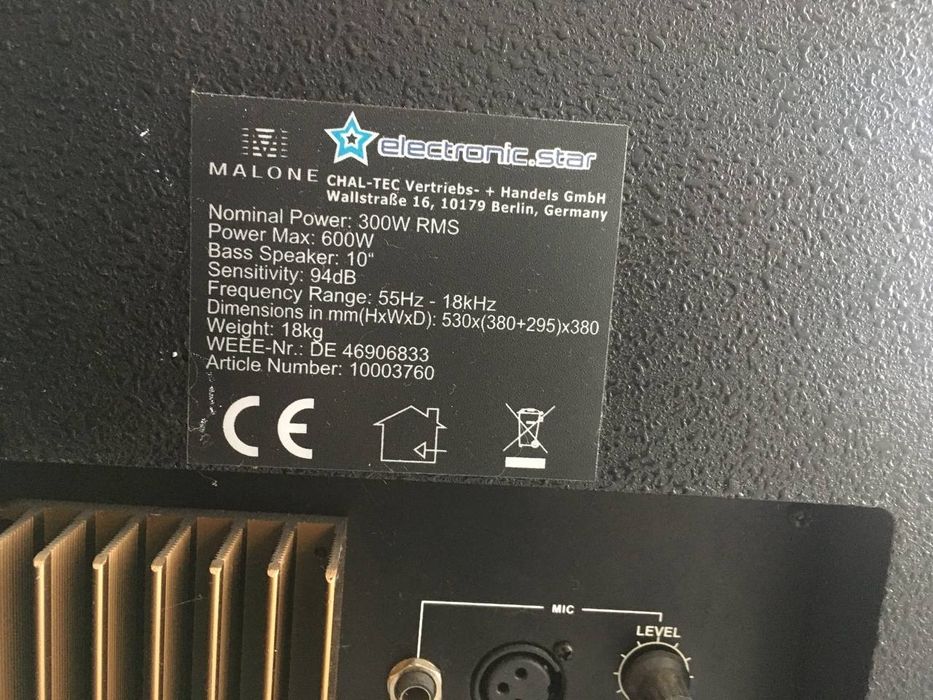 electronic.star
MALONE
CHAL-TEC Vertriebs- + Handels GmbH
Wallstraße 16, 10179 Berlin, Germany
Nominal Power: 300W RMS
Power Max: 600W
Bass Speaker: 10“
Sensitivity: 94dB
Frequency Range: 55Hz - 18kHz
Dimensions in mm(HxWxD): 530x(380+295)x380
Weight: 18kg
WEEE-Nr.: DE 46906833
Article Number: 10003760
CE
MIC
LEVEL